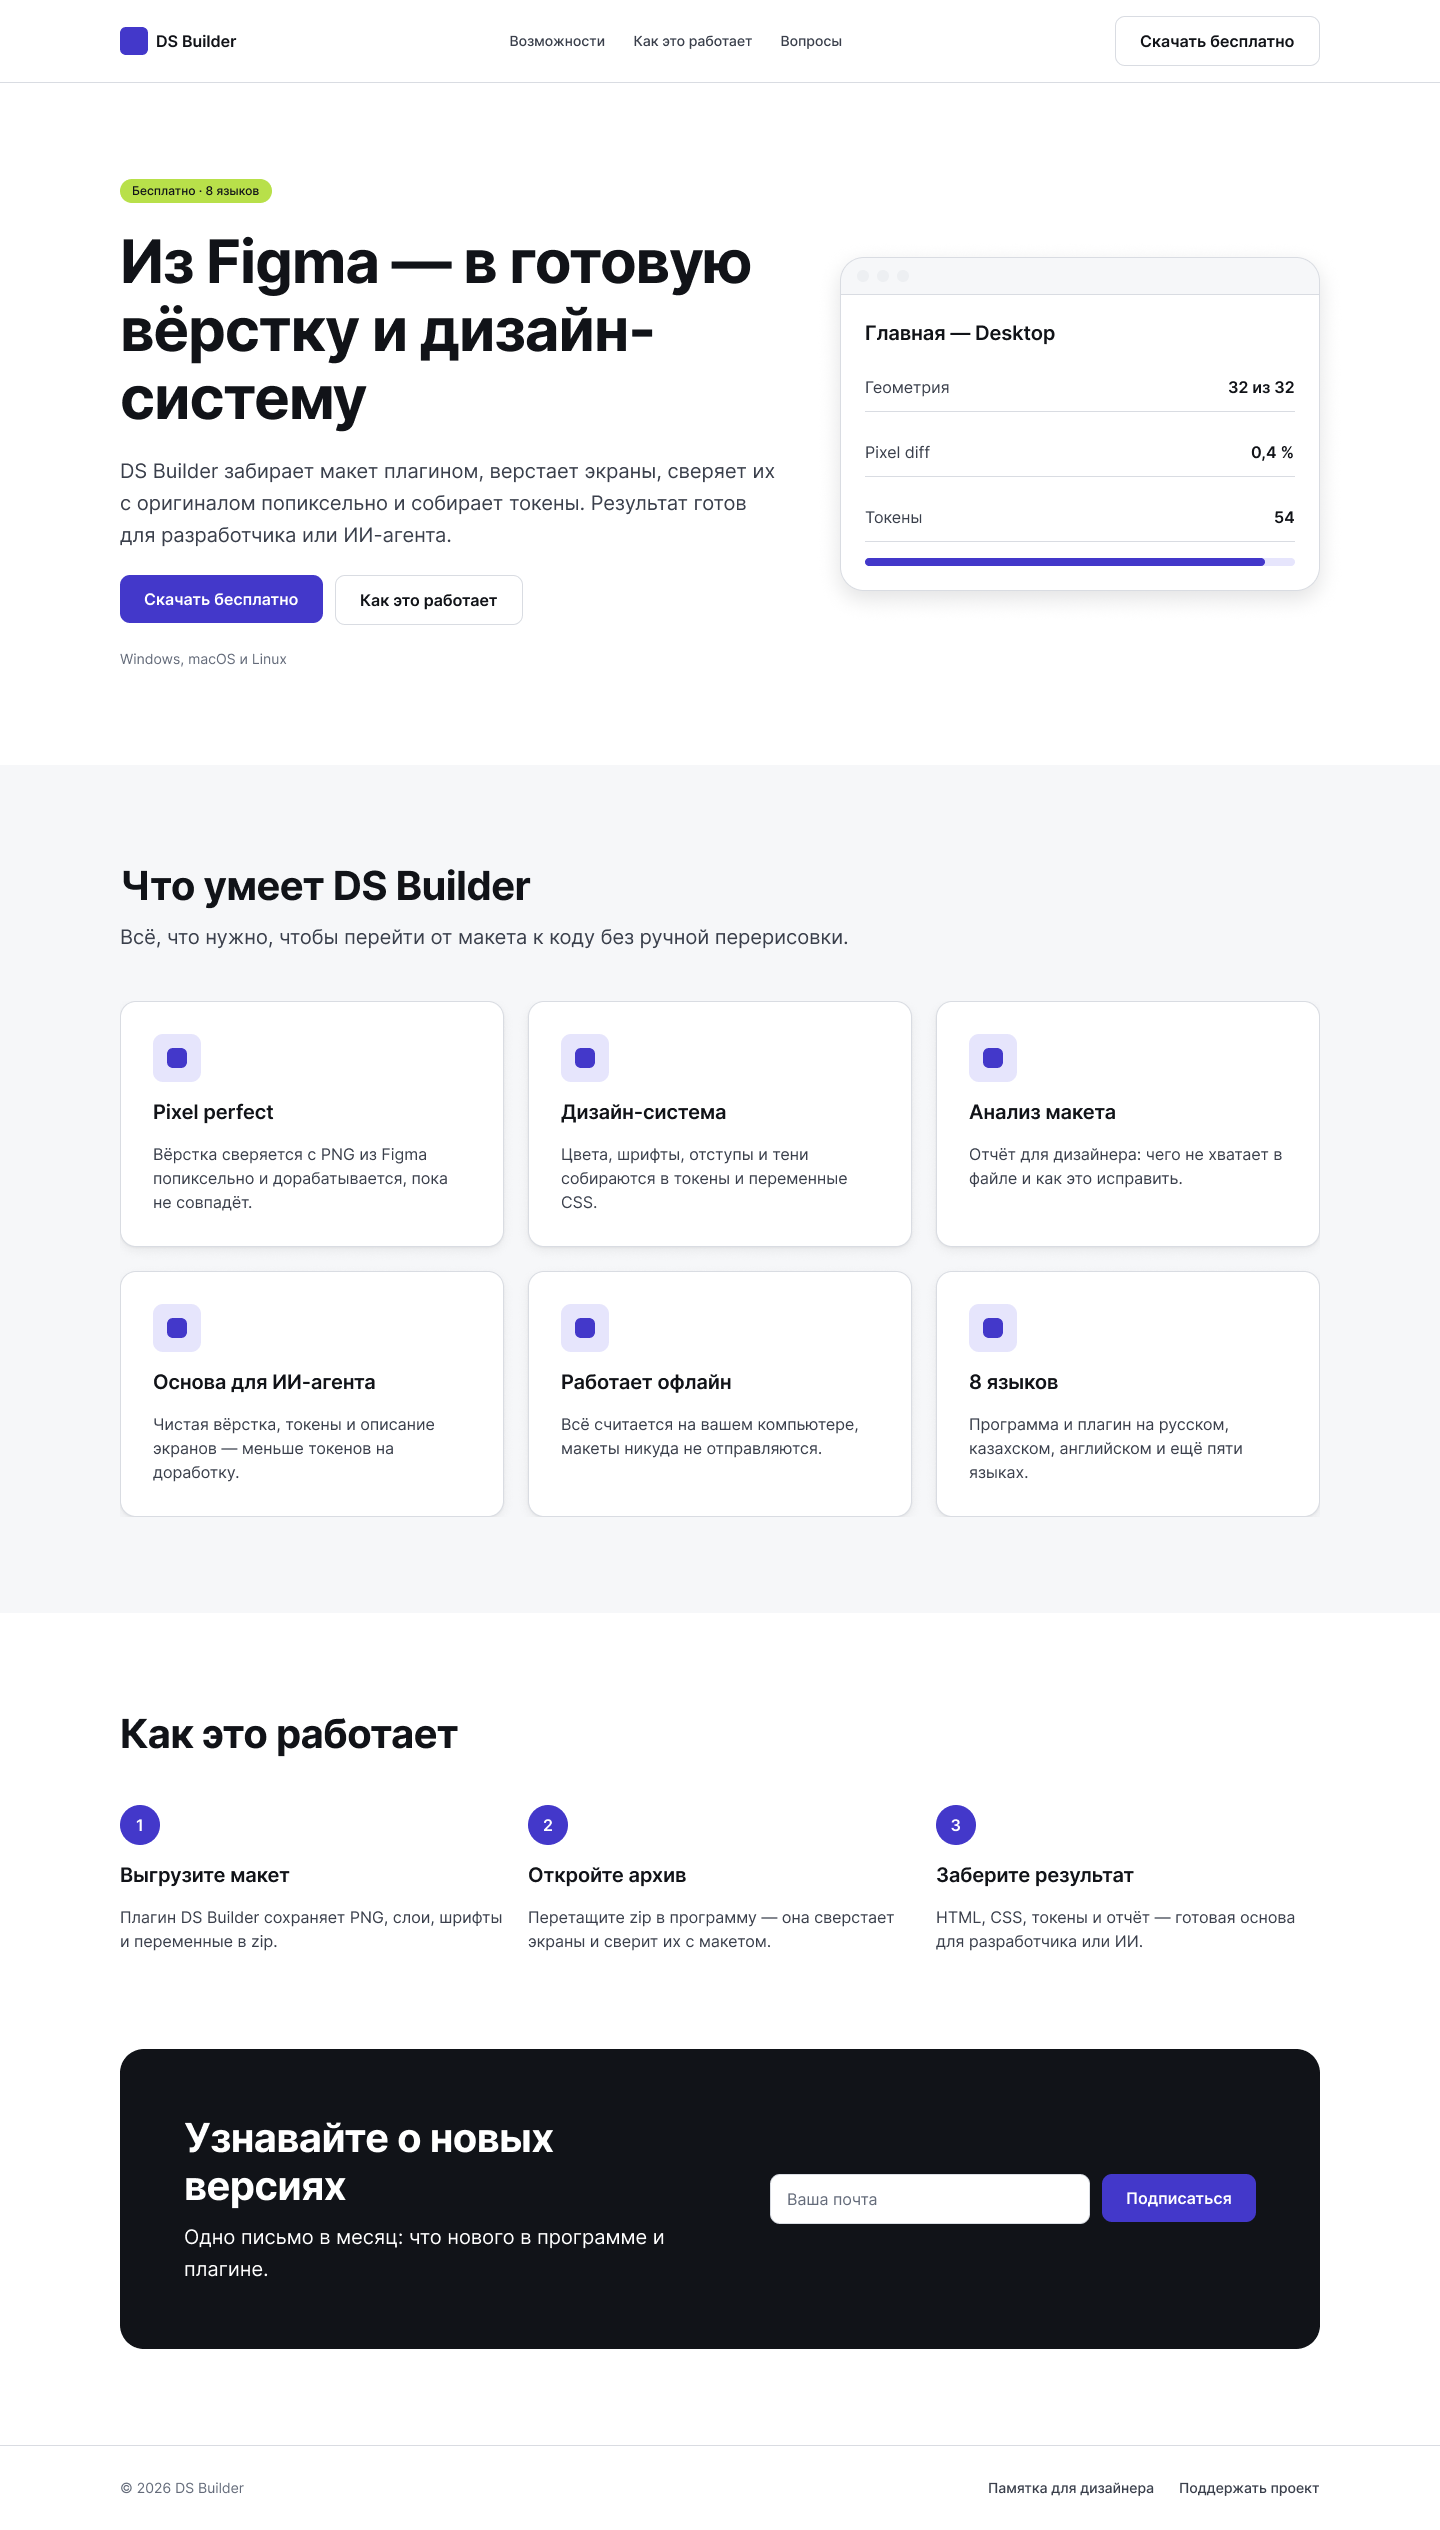 DS Builder
Возможности
Как это работает
Вопросы
Скачать бесплатно
Бесплатно · 8 языков
Из Figma — в готовую
вёрстку и дизайн-
систему
DS Builder забирает макет плагином, верстает экраны, сверяет их
с оригиналом попиксельно и собирает токены. Результат готов
для разработчика или ИИ-агента.
Скачать бесплатно
Как это работает
Windows, macOS и Linux
Главная — Desktop
Геометрия
32 из 32
Pixel diff
0,4 %
Токены
54
Что умеет DS Builder
Всё, что нужно, чтобы перейти от макета к коду без ручной перерисовки.
Pixel perfect
Вёрстка сверяется с PNG из Figma
попиксельно и дорабатывается, пока
не совпадёт.
Дизайн-система
Цвета, шрифты, отступы и тени
собираются в токены и переменные
CSS.
Анализ макета
Отчёт для дизайнера: чего не хватает в
файле и как это исправить.
Основа для ИИ-агента
Чистая вёрстка, токены и описание
экранов — меньше токенов на
доработку.
Работает офлайн
Всё считается на вашем компьютере,
макеты никуда не отправляются.
8 языков
Программа и плагин на русском,
казахском, английском и ещё пяти
языках.
Как это работает
1
Выгрузите макет
Плагин DS Builder сохраняет PNG, слои, шрифты
и переменные в zip.
2
Откройте архив
Перетащите zip в программу — она сверстает
экраны и сверит их с макетом.
3
Заберите результат
HTML, CSS, токены и отчёт — готовая основа
для разработчика или ИИ.
Узнавайте о новых
версиях
Одно письмо в месяц: что нового в программе и
плагине.
Ваша почта
Подписаться
© 2026 DS Builder
Памятка для дизайнера
Поддержать проект